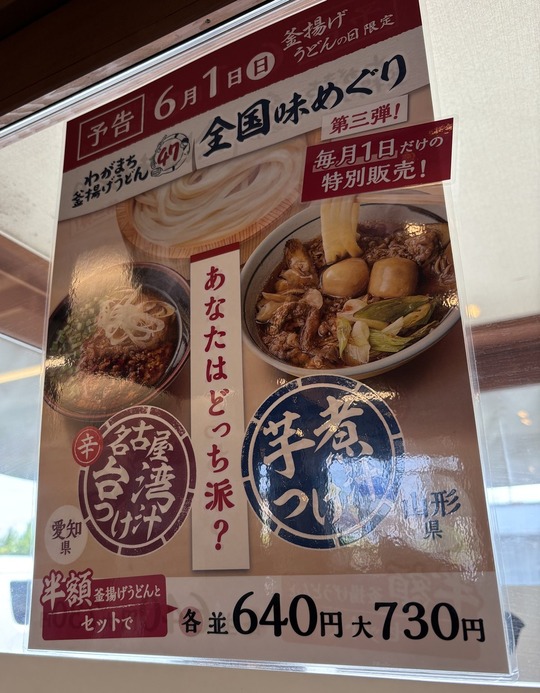 予告
6月1日(日)
釜揚げ
うどんの日限定
わがまち
釜揚げうどん
47
全国味めぐり
第三弾!
毎月1日だけの
特別販売!
あなたはどっち派?
辛
名古屋
台湾
つけ汁
愛知
県
芋煮
つけ
山形
県
半額
釜揚げうどんと
セットで
各 並640円 大730円